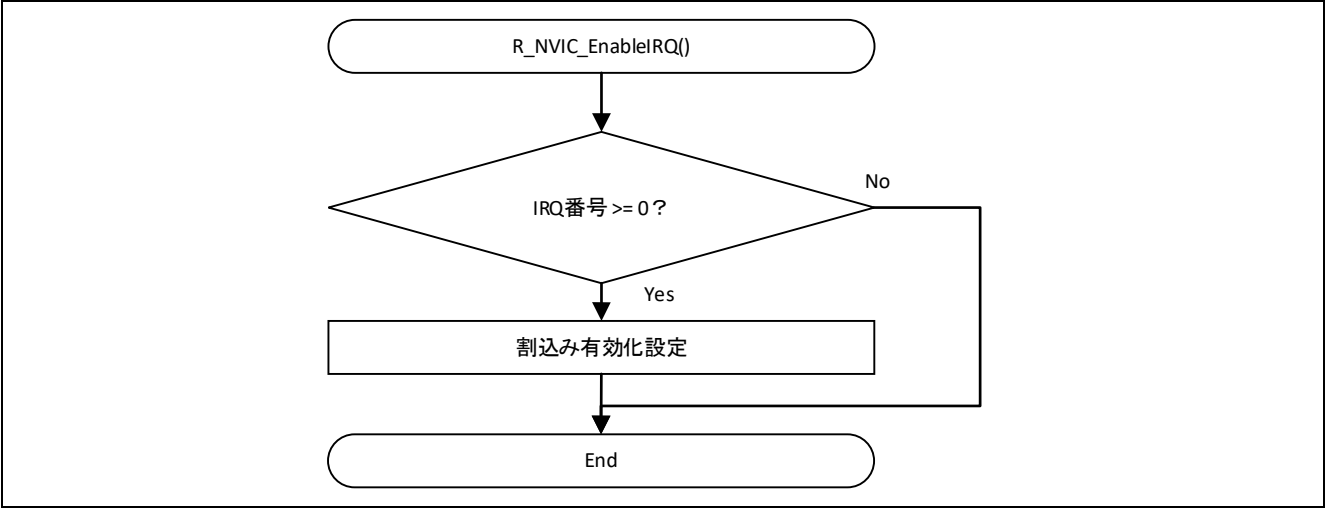 R_NVIC_EnableIRQ()
IRQ番号 >= 0？
No
Yes
割込み有効化設定
End